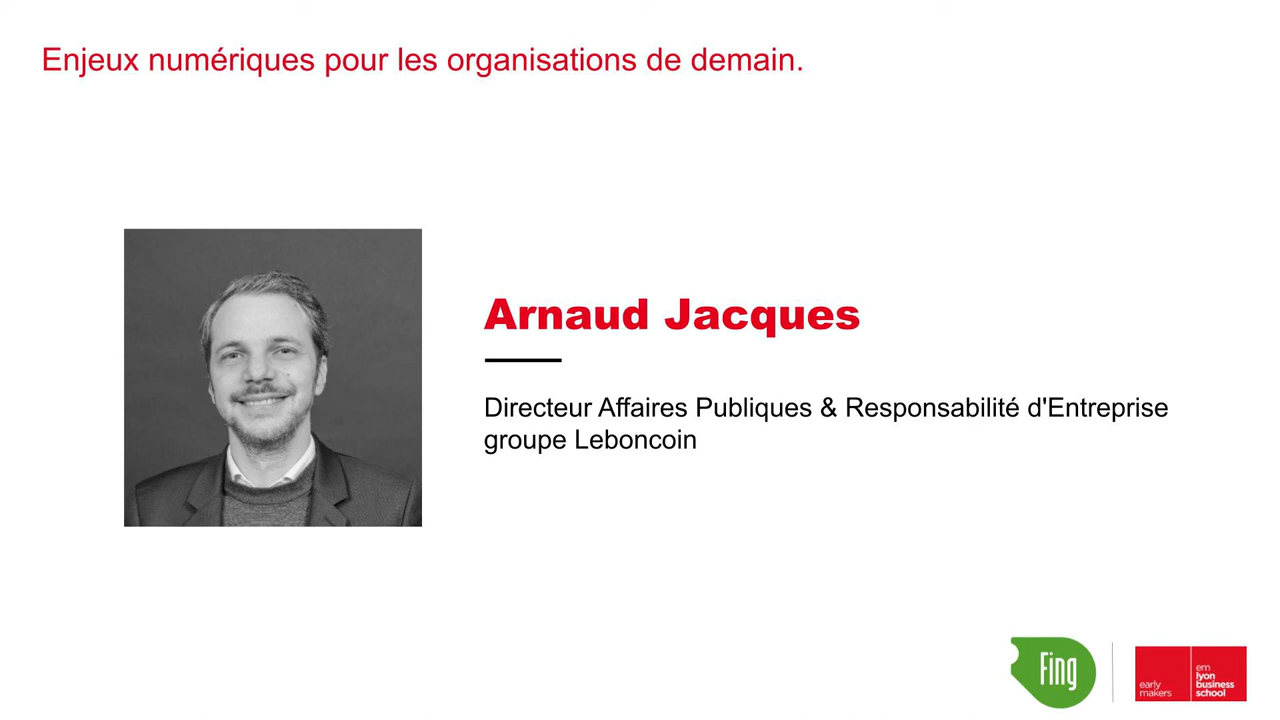 Enjeux numériques pour les organisations de demain.
Arnaud Jacques
Directeur Affaires Publiques & Responsabilité d'Entreprise
groupe Leboncoin
Fing
early
makers
em
lyon
business
school